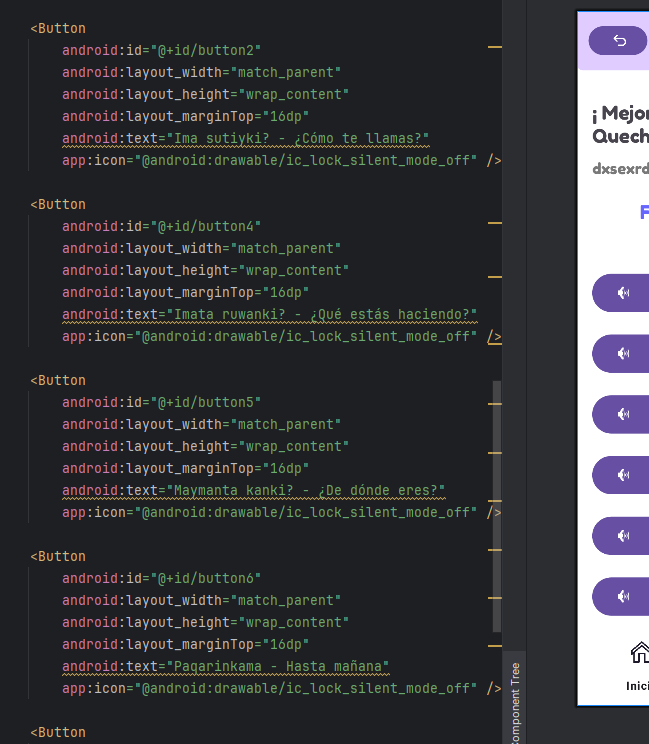 <Button
android:id="@+id/button2"
android:layout_width="match_parent"
android:layout_height="wrap_content"
android:layout_marginTop="16dp"
android:text="Ima sutiyki? - ¿Cómo te llamas?"
app:icon="@android:drawable/ic_lock_silent_mode_off" />
<Button
android:id="@+id/button4"
android:layout_width="match_parent"
android:layout_height="wrap_content"
android:layout_marginTop="16dp"
android:text="Imata ruwanki? - ¿Qué estás haciendo?"
app:icon="@android:drawable/ic_lock_silent_mode_off" />
<Button
android:id="@+id/button5"
android:layout_width="match_parent"
android:layout_height="wrap_content"
android:layout_marginTop="16dp"
android:text="Maymanta kanki? - ¿De dónde eres?"
app:icon="@android:drawable/ic_lock_silent_mode_off" />
<Button
android:id="@+id/button6"
android:layout_width="match_parent"
android:layout_height="wrap_content"
android:layout_marginTop="16dp"
android:text="Paqarinkama - Hasta mañana"
app:icon="@android:drawable/ic_lock_silent_mode_off" />
<Button
Component Tree
¡ Mejor
Quech
dxsexrd
F
Inici